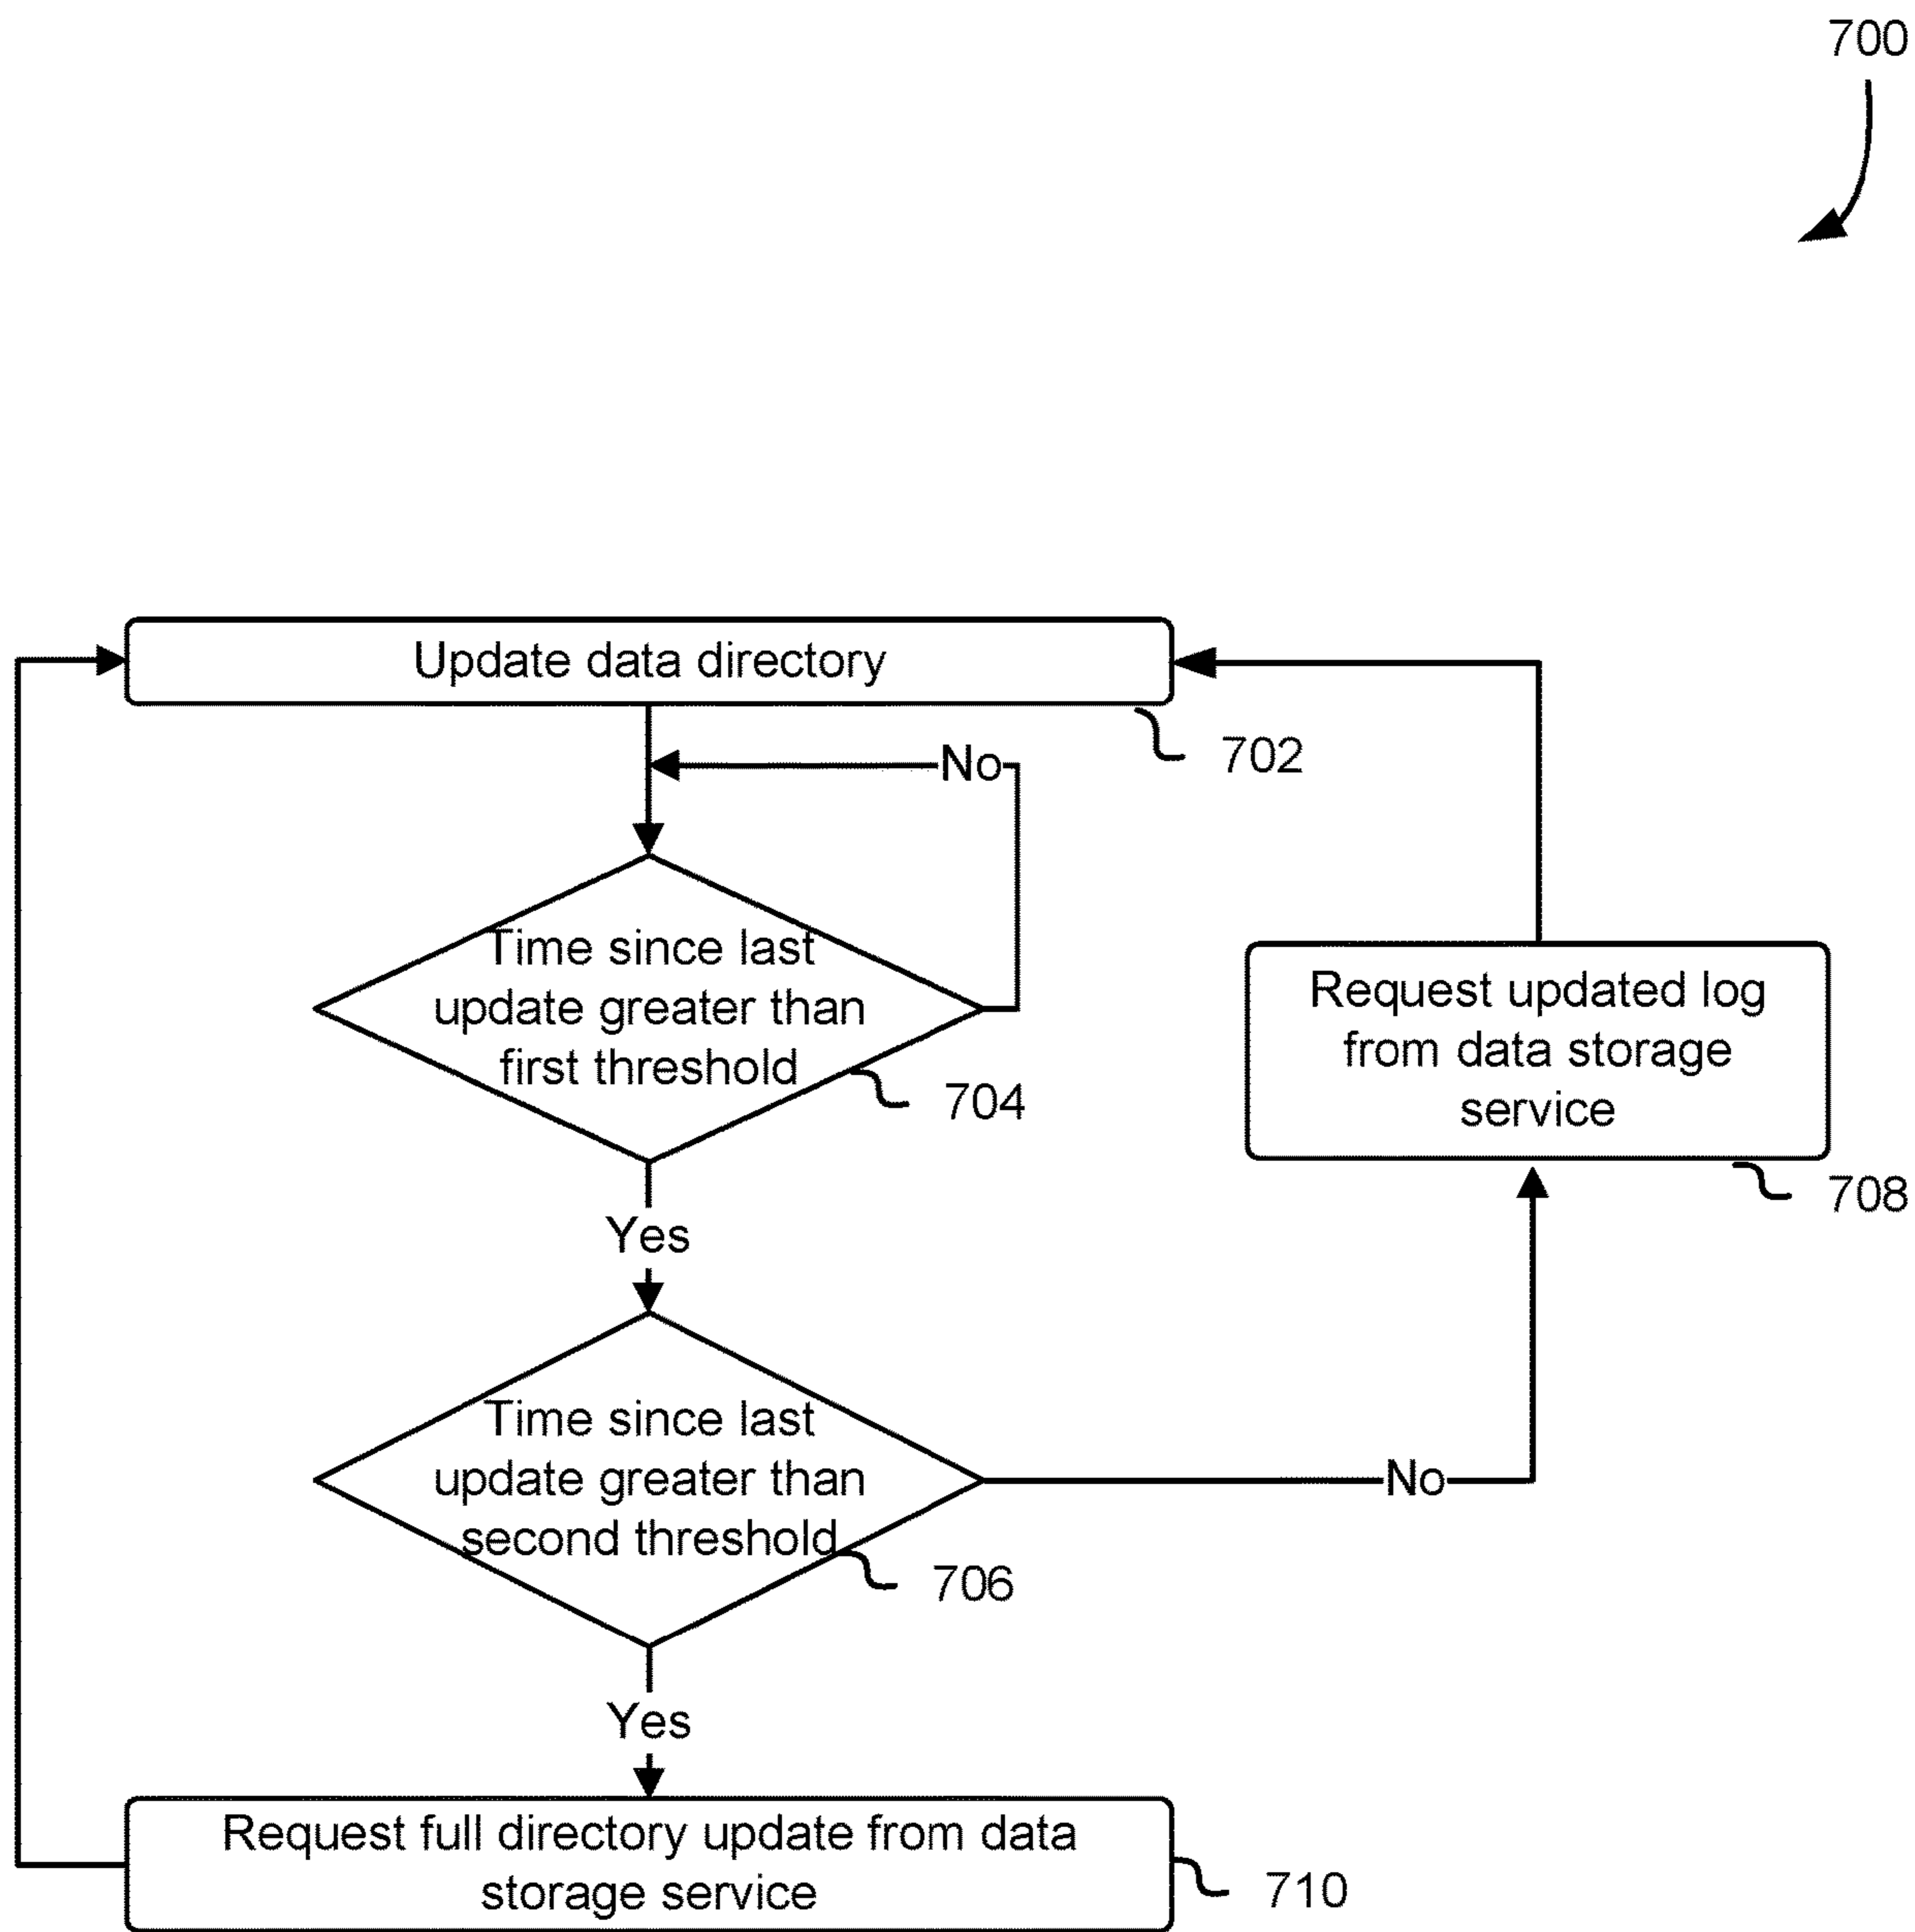 700
Update data directory
702
No
Time since last
update greater than
first threshold
704
Request updated log
from data storage
service
708
Yes
Time since last
update greater than
second threshold
706
No
Yes
Request full directory update from data
storage service
710